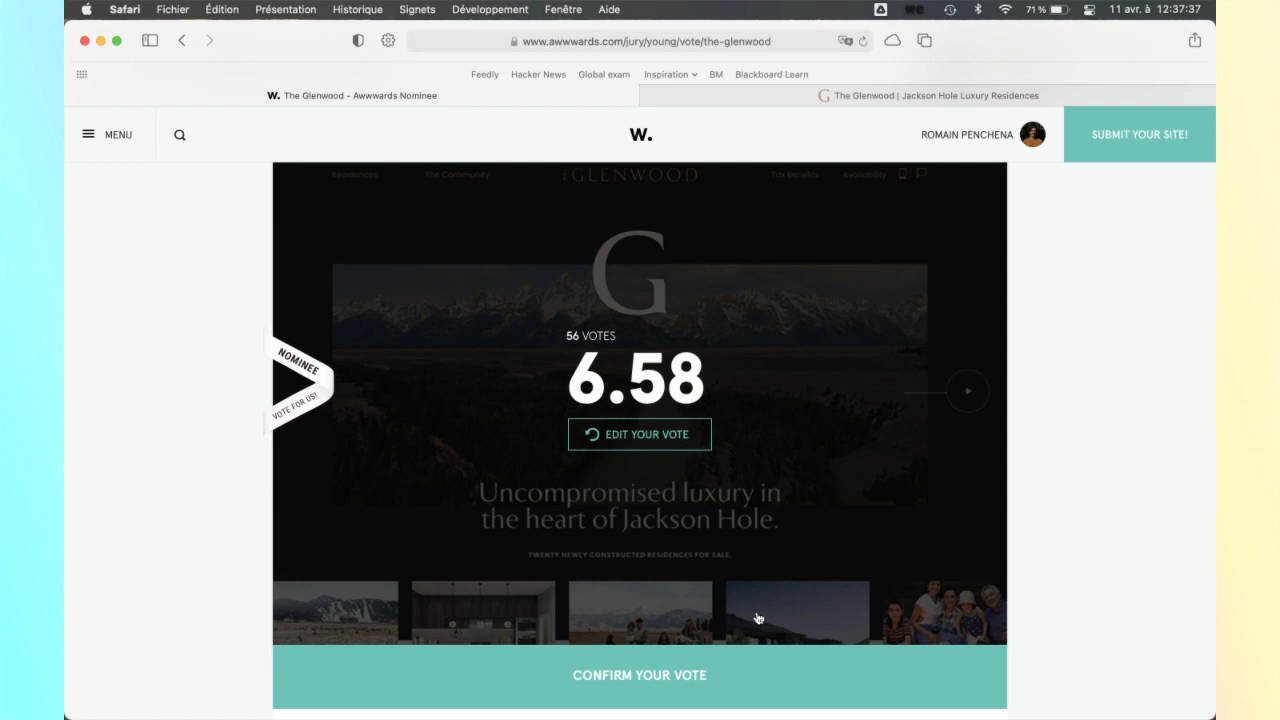 Safari Fichier Édition Présentation Historique Signets Développement Fenêtre Aide 71 % 11 avr. à 12:37:37
www.awwwards.com/jury/young/vote/the-glenwood
Feedly Hacker News Global exam Inspiration BM Blackboard Learn
W. The Glenwood - Awwwards Nominee
G The Glenwood | Jackson Hole Luxury Residences
MENU
W.
ROMAIN PENCHENA
SUBMIT YOUR SITE!
Residences The Community THE GLENWOOD Tax Benefits Availability
G
NOMINEE
VOTE FOR US!
56 VOTES
6.58
EDIT YOUR VOTE
Uncompromised luxury in
the heart of Jackson Hole.
TWENTY NEWLY CONSTRUCTED RESIDENCES FOR SALE.
CONFIRM YOUR VOTE